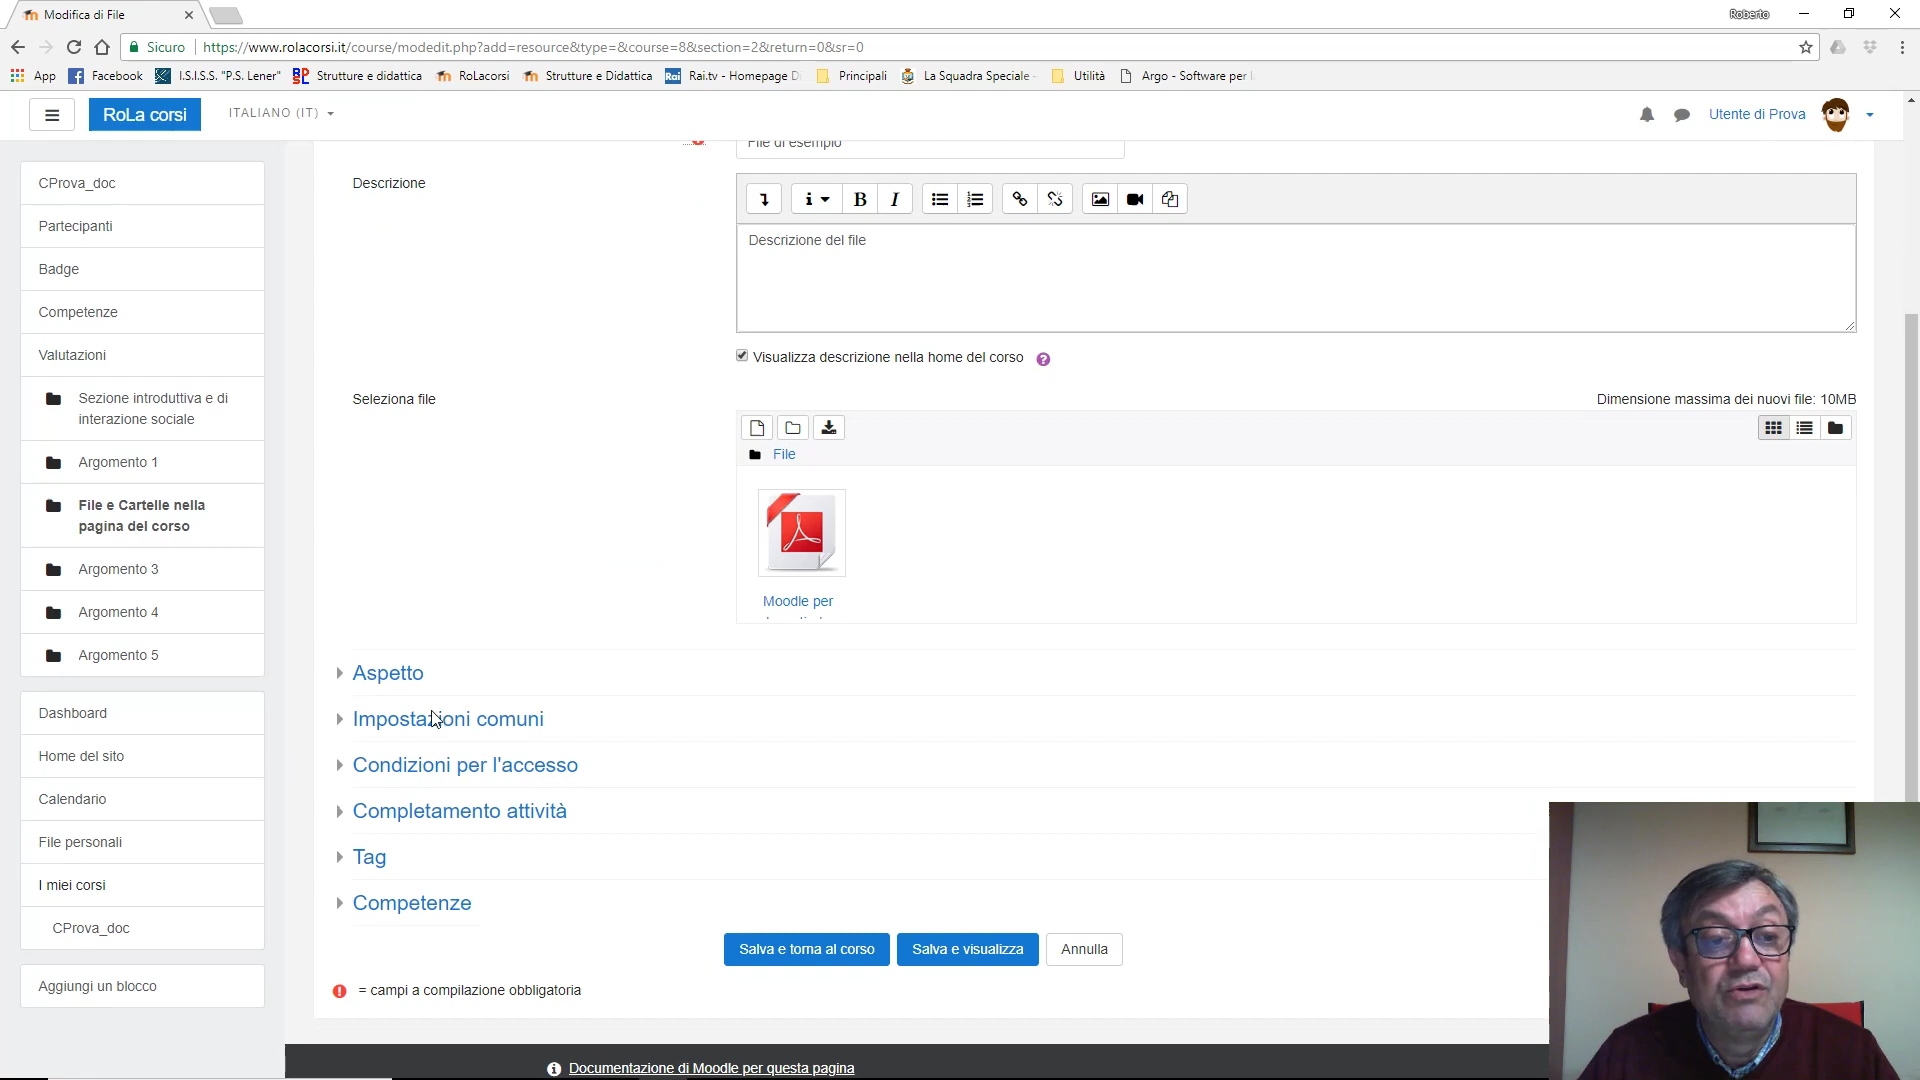 Modifica di File
Roberto
Sicuro
https://www.rolacorsi.it/course/modedit.php?add=resource&type=&course=8&section=2&return=0&sr=0
App
Facebook
I.S.I.S.S. "P.S. Lener"
Strutture e didattica
RoLacorsi
Strutture e Didattica
Rai.tv - Homepage
Principali
La Squadra Speciale
Utilità
Argo - Software per
RoLa corsi
ITALIANO (IT)
Utente di Prova
CProva_doc
Partecipanti
Badge
Competenze
Valutazioni
Sezione introduttiva e di
interazione sociale
Argomento 1
File e Cartelle nella
pagina del corso
Argomento 3
Argomento 4
Argomento 5
Dashboard
Home del sito
Calendario
File personali
I miei corsi
CProva_doc
Aggiungi un blocco
File di esempio
Descrizione
Descrizione del file
Visualizza descrizione nella home del corso
Seleziona file
Dimensione massima dei nuovi file: 10MB
File
Moodle per
Aspetto
Impostazioni comuni
Condizioni per l'accesso
Completamento attività
Tag
Competenze
Salva e torna al corso
Salva e visualizza
Annulla
= campi a compilazione obbligatoria
Documentazione di Moodle per questa pagina